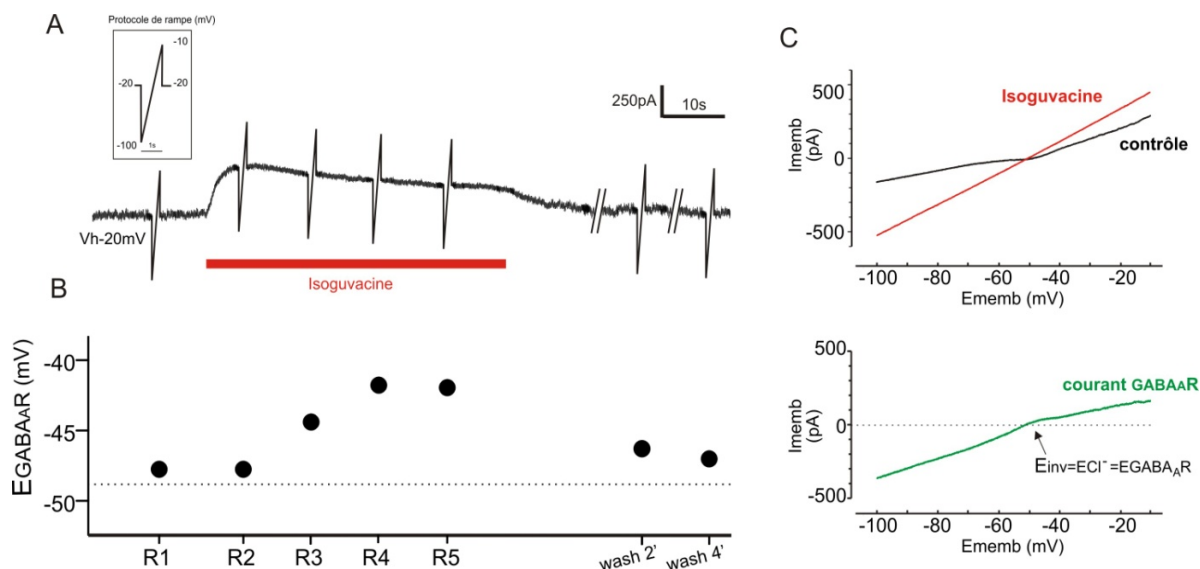 A
Protocole de rampe (mV)
-10
-20
-20
-100
1s
250pA
10s
Vh-20mV
Isoguvacine
B
EGABAAR (mV)
-40
-45
-50
R1
R2
R3
R4
R5
wash 2'
wash 4'
C
Imemb (pA)
500
0
-500
Isoguvacine
contrôle
-100
-80
-60
-40
-20
Ememb (mV)
Imemb (pA)
500
0
-500
courant GABAAR
Einv=ECl⁻=EGABAAR
-100
-80
-60
-40
-20
Ememb (mV)